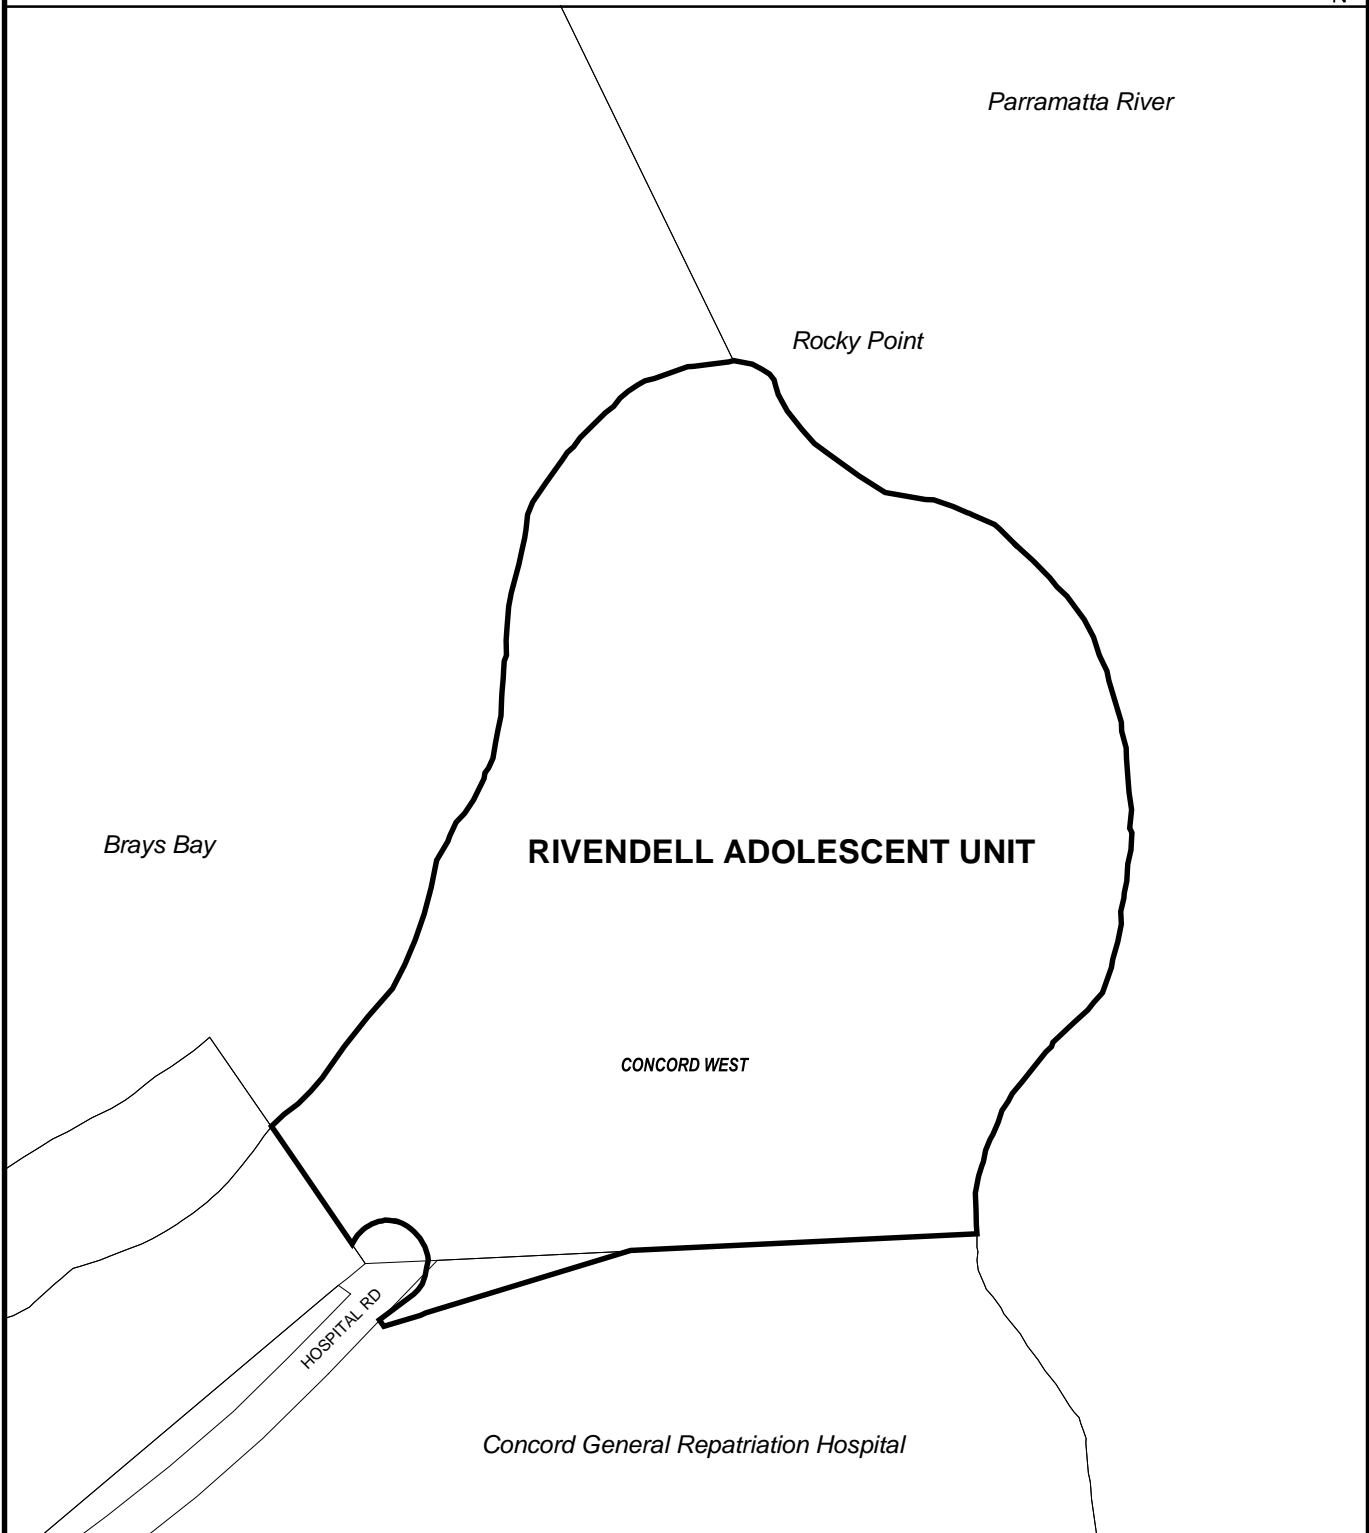 Parramatta River
Rocky Point
Brays Bay
RIVENDELL ADOLESCENT UNIT
CONCORD WEST
HOSPITAL RD
Concord General Repatriation Hospital